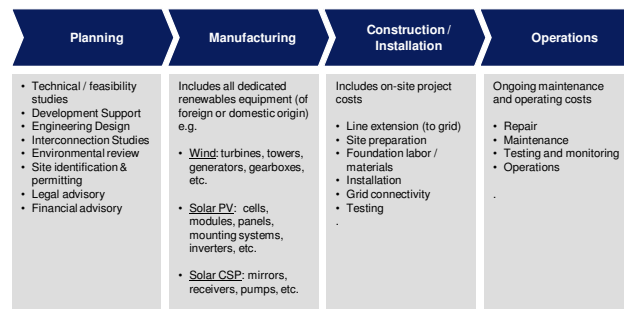 Planning
Manufacturing
Construction /
Installation
Operations
• Technical / feasibility
studies
• Development Support
• Engineering Design
• Interconnection Studies
• Environmental review
• Site identification &
permitting
• Legal advisory
• Financial advisory
Includes all dedicated
renewables equipment (of
foreign or domestic origin)
e.g.
• Wind: turbines, towers,
generators, gearboxes,
etc.
• Solar PV: cells,
modules, panels,
mounting systems,
inverters, etc.
• Solar CSP: mirrors,
receivers, pumps, etc.
Includes on-site project
costs
• Line extension (to grid)
• Site preparation
• Foundation labor /
materials
• Installation
• Grid connectivity
• Testing
.
Ongoing maintenance
and operating costs
• Repair
• Maintenance
• Testing and monitoring
• Operations
.